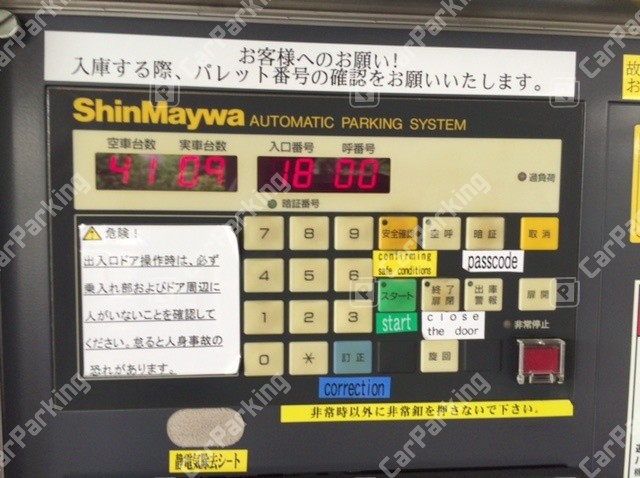 お客様へのお願い!
入庫する際、パレット番号の確認をお願いいたします。
ShinMaywa AUTOMATIC PARKING SYSTEM
空車台数 実車台数 入口番号 呼番号
41 09 18 00
過負荷
暗証番号
危険!
出入口ドア操作時は、必ず
乗入れ部およびドア周辺に
人がいないことを確認して
ください。怠ると人身事故の
恐れがあります。
7 8 9 安全確認 空呼 暗証 取消
confirming
safe conditions
passcode
4 5 6 スタート 終了扉閉 出庫警報 扉開
start
close
the door
1 2 3
非常停止
0 * 訂正 旋回
correction
非常時以外に非常釦を押さないで下さい。
静電気除去シート
故
お
CarParking